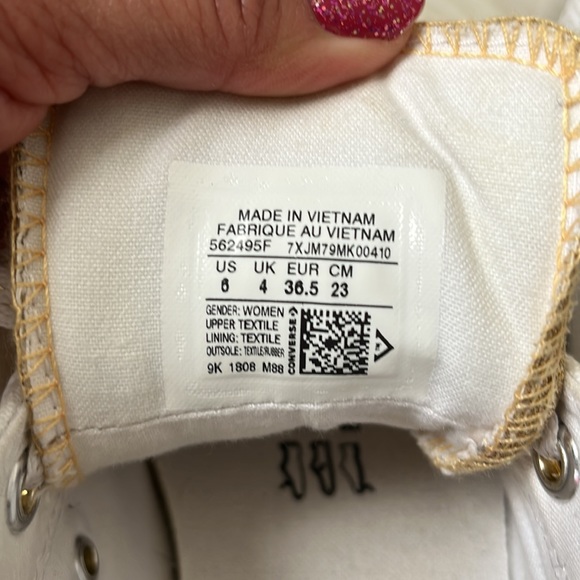 MADE IN VIETNAM
FABRIQUE AU VIETNAM
562495F 7XJM79MK00410
US UK EUR CM
6 4 36.5 23
GENDER: WOMEN
UPPER TEXTILE
LINING: TEXTILE
OUTSOLE: TEXTILE/RUBBER
9K 1808 M88
CONVERSE